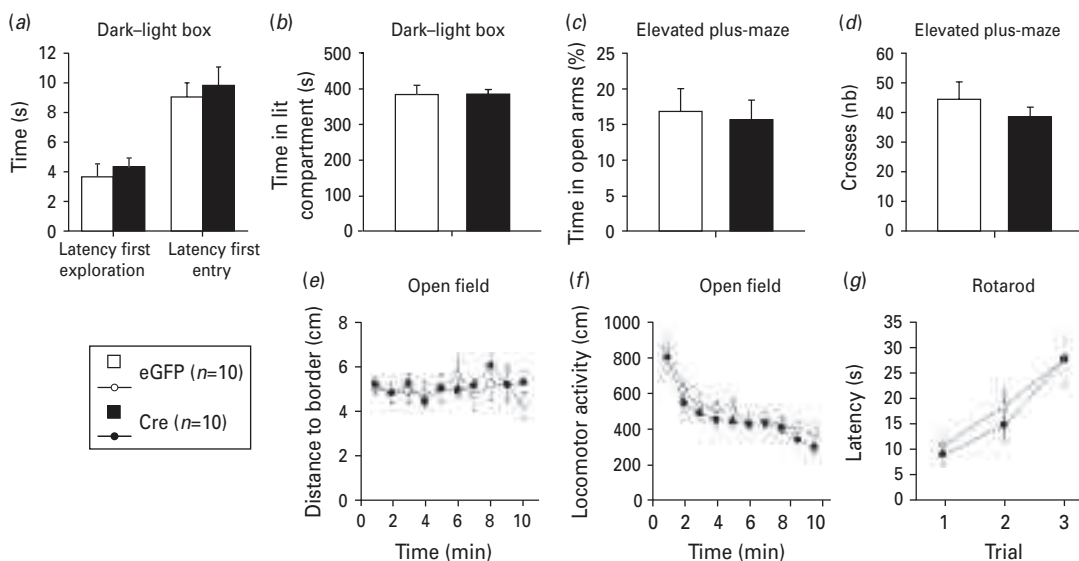 (a)
Dark–light box
Time (s)
12
10
8
6
4
2
0
Latency first
exploration
Latency first
entry
(b)
Dark–light box
Time in lit
compartment (s)
500
400
300
200
100
0
(c)
Elevated plus-maze
Time in open arms (%)
25
20
15
10
5
0
(d)
Elevated plus-maze
Crosses (nb)
60
50
40
30
20
10
0
eGFP (n=10)
Cre (n=10)
(e)
Open field
Distance to border (cm)
8
6
4
2
0
0 2 4 6 8 10
Time (min)
(f)
Open field
Locomotor activity (cm)
1000
800
600
400
200
0
0 2 4 6 8 10
Time (min)
(g)
Rotarod
Latency (s)
35
30
25
20
15
10
5
0
1 2 3
Trial